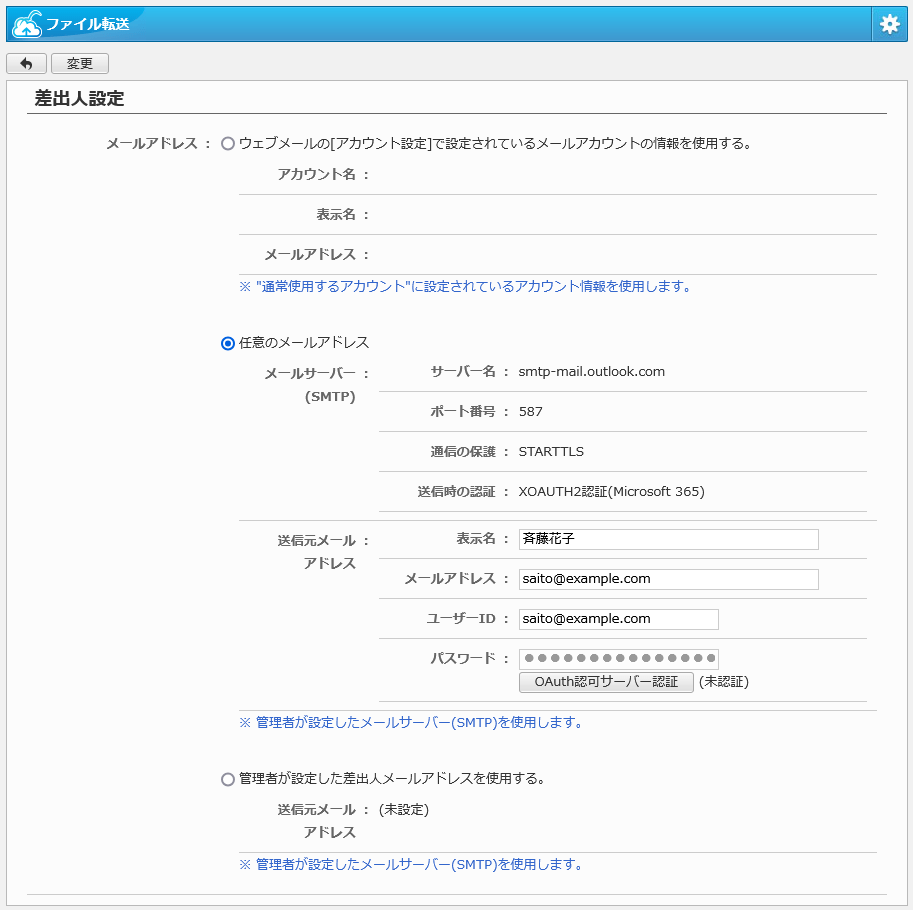 ファイル転送
変更
差出人設定
メールアドレス : ウェブメールの[アカウント設定]で設定されているメールアカウントの情報を使用する。
アカウント名 :
表示名 :
メールアドレス :
※ "通常使用するアカウント"に設定されているアカウント情報を使用します。
任意のメールアドレス
メールサーバー : サーバー名 : smtp-mail.outlook.com
(SMTP)
ポート番号 : 587
通信の保護 : STARTTLS
送信時の認証 : XOAUTH2認証(Microsoft 365)
送信元メール : 表示名 : 斉藤花子
アドレス
メールアドレス : saito@example.com
ユーザーID : saito@example.com
パスワード : ●●●●●●●●●●●●●●●
OAuth認可サーバー認証 (未認証)
※ 管理者が設定したメールサーバー(SMTP)を使用します。
管理者が設定した差出人メールアドレスを使用する。
送信元メール : (未設定)
アドレス
※ 管理者が設定したメールサーバー(SMTP)を使用します。